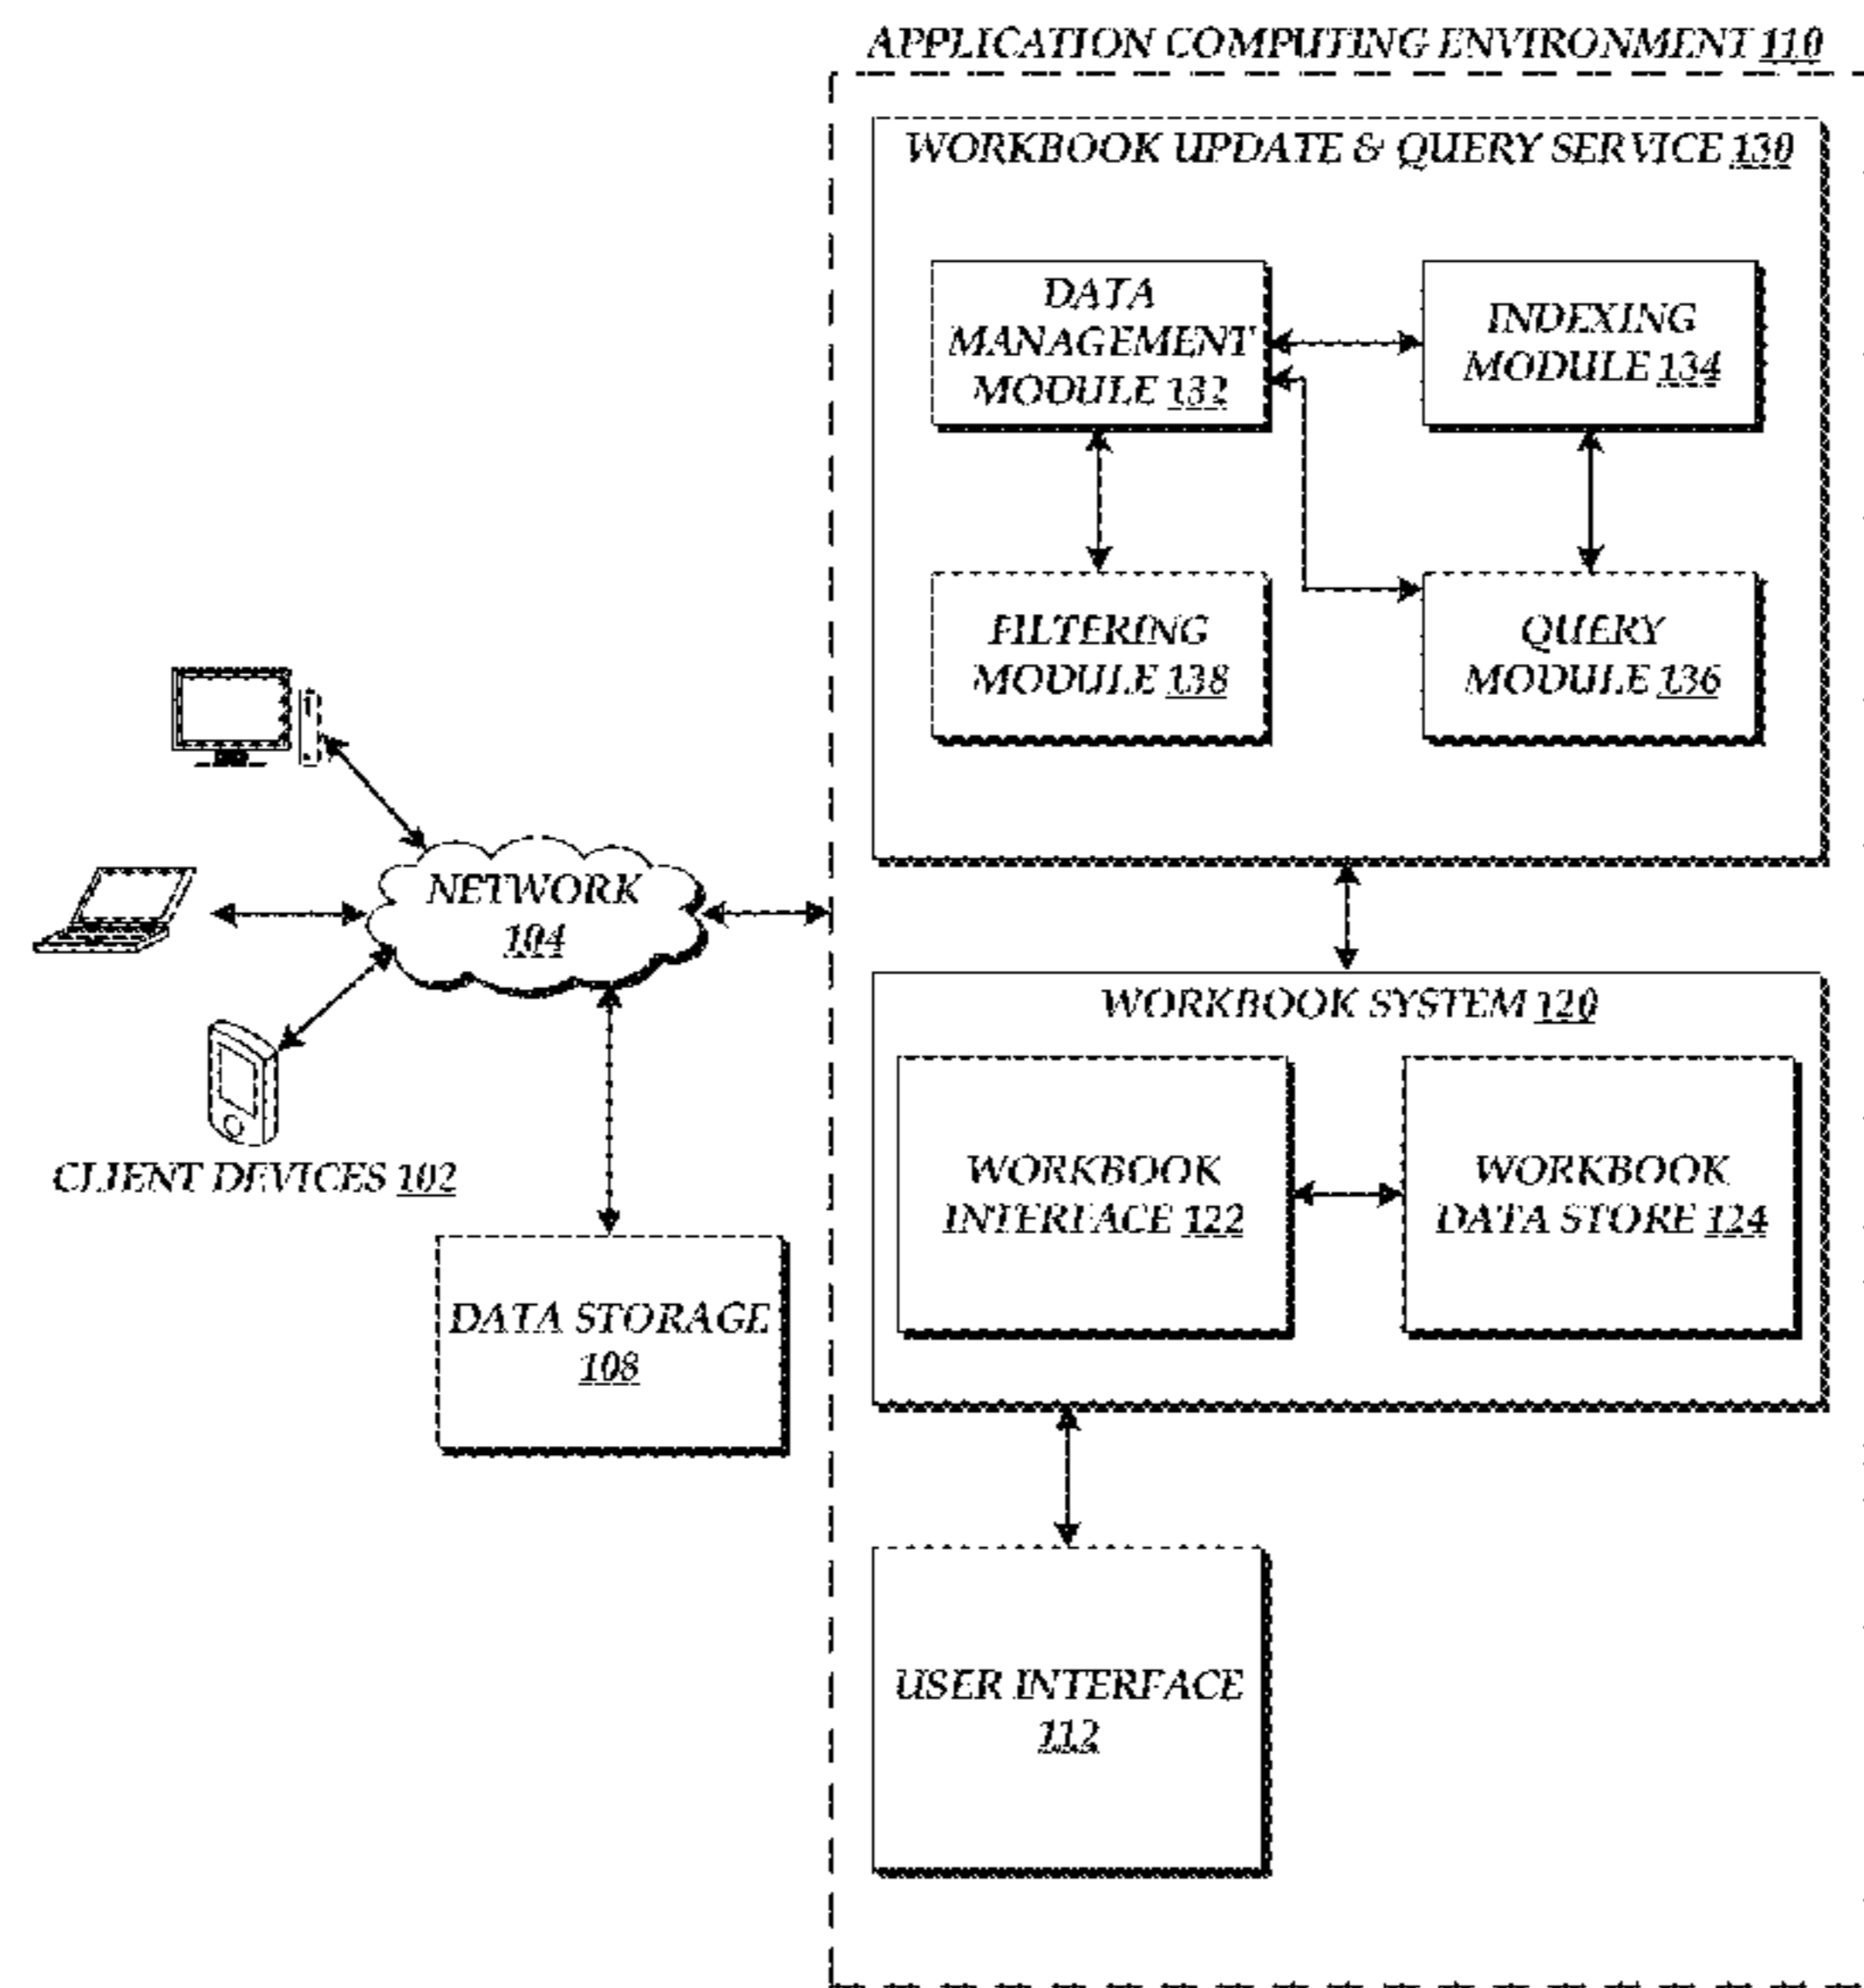 APPLICATION COMPUTING ENVIRONMENT 110
WORKBOOK UPDATE & QUERY SERVICE 130
DATA
MANAGEMENT
MODULE 132
INDEXING
MODULE 134
FILTERING
MODULE 138
QUERY
MODULE 136
NETWORK
104
CLIENT DEVICES 102
DATA STORAGE
108
WORKBOOK SYSTEM 120
WORKBOOK
INTERFACE 122
WORKBOOK
DATA STORE 124
USER INTERFACE
112